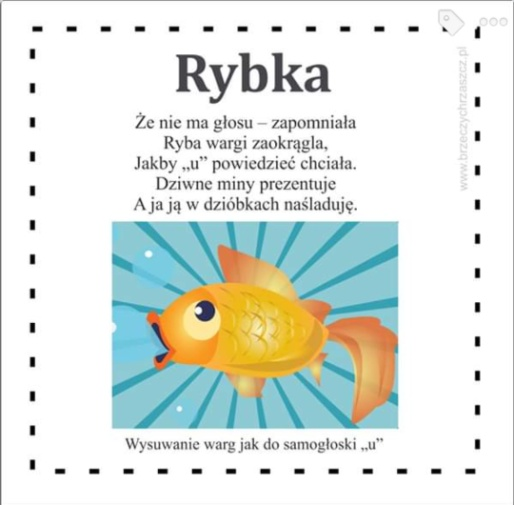 Rybka
Że nie ma głosu – zapomniała
Ryba wargi zaokrągla,
Jakby „u” powiedzieć chciała.
Dziwne miny prezentuje
A ja ją w dzióbkach naśladuję.
Wysuwanie warg jak do samogłoski „u”
www.brzeczychrzaszcz.pl